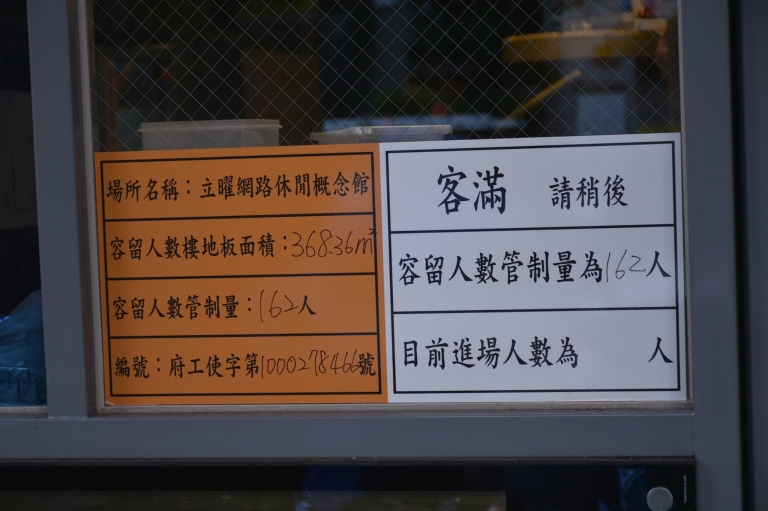 場所名稱：立曜網路休閒概念館
容留人數樓地板面積：368.36m²
容留人數管制量：162人
編號：府工使字第1000278466號
客滿 請稍後
容留人數管制量為162人
目前進場人數為 人